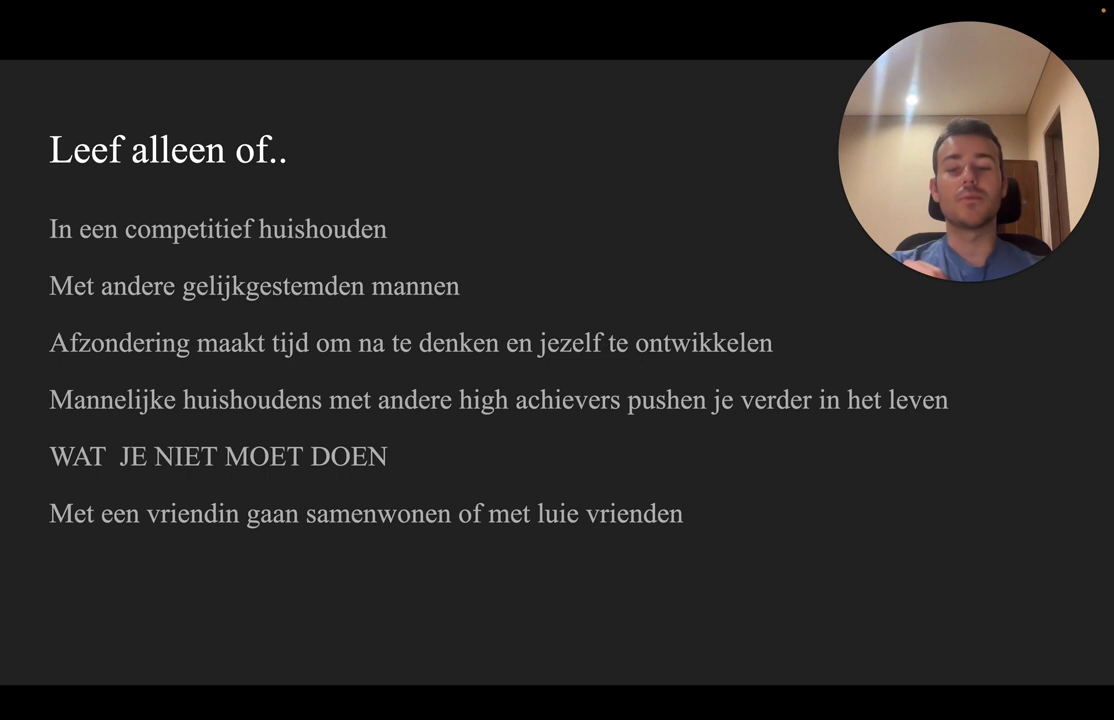 Leef alleen of..
In een competitief huishouden
Met andere gelijkgestemden mannen
Afzondering maakt tijd om na te denken en jezelf te ontwikkelen
Mannelijke huishoudens met andere high achievers pushen je verder in het leven
WAT  JE NIET MOET DOEN
Met een vriendin gaan samenwonen of met luie vrienden